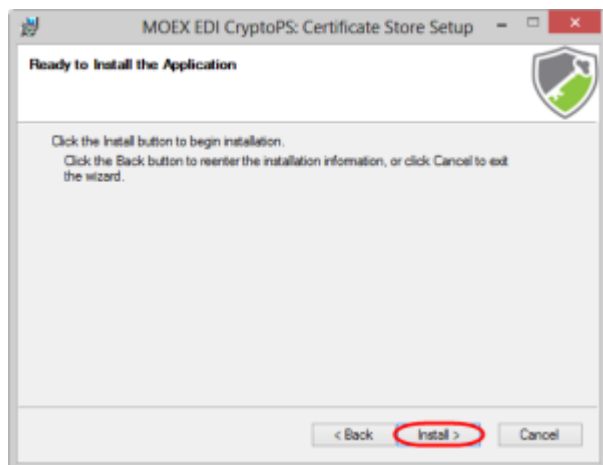 MOEX EDI CryptoPS: Certificate Store Setup
Ready to Install the Application
Click the Install button to begin installation.
Click the Back button to reenter the installation information, or click Cancel to exit
the wizard.
< Back Install > Cancel